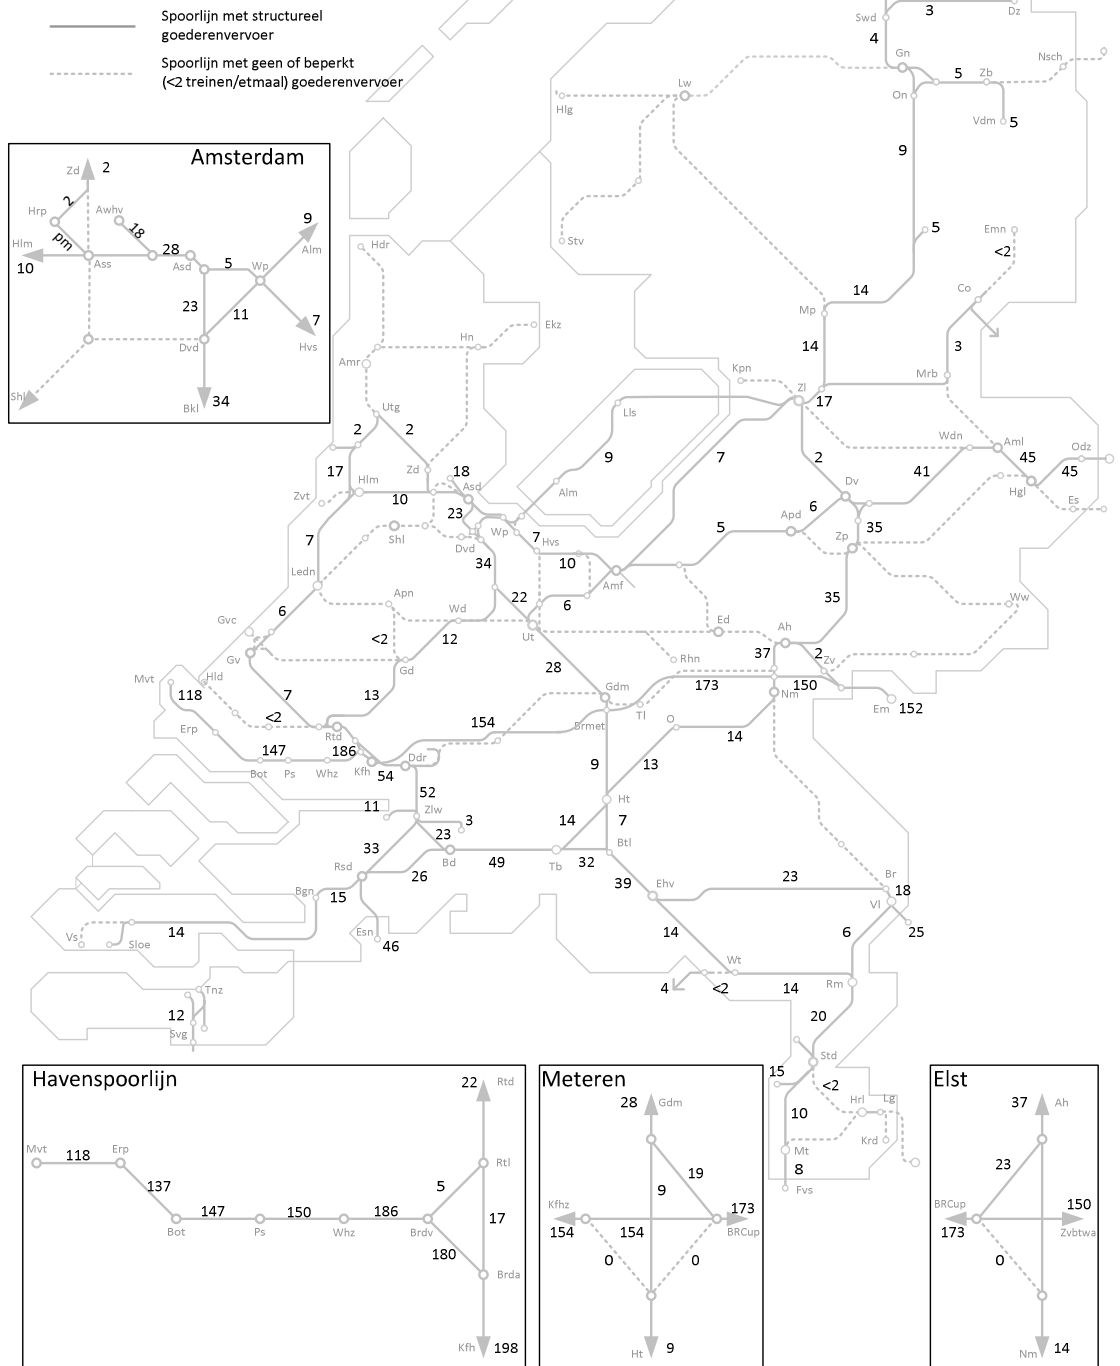 Spoorlijn met structureel
goederenvervoer
Spoorlijn met geen of beperkt
(<2 treinen/etmaal) goederenvervoer
3
Dz
Swd
4
Gn
Nsch
5
Zb
On
Vdm
5
Lw
Hlg
9
Stv
5
Emn
<2
Co
14
Mp
14
3
Mrb
Amsterdam
Zd
2
2
Hrp
Awhv
18
pm
Hlm
10
Ass
28
Asd
5
Wp
9
Alm
23
11
7
Hvs
Dvd
Shl
Bkl
34
Hdr
Hn
Ekz
Amr
Kpn
Zl
17
Utg
Lls
2
2
17
Zd
18
9
7
2
Wdn
Aml
45
Odz
45
41
Hlm
10
Asd
Zvt
23
Alm
Dv
6
Hgl
Es
Apd
5
35
Zp
7
Shl
Dvd
Wp
7
Hvs
10
34
Amf
Ledn
6
22
6
35
Ww
Apn
Wd
Gvc
<2
12
Ut
Ed
Ah
37
2
Zv
Gv
Gd
28
Rhn
Mvt
118
Hld
7
13
Gdm
173
150
Nm
Em
152
Tl
<2
Erp
Rtd
154
Brmet
O
14
147
186
Bot
Ps
Whz
Kfh
54
Ddr
9
13
52
11
Zlw
3
Ht
23
14
7
33
Btl
Bd
49
Tb
32
Rsd
26
39
Ehv
23
Br
18
Vl
Bgn
15
25
14
Vs
Sloe
Esn
46
14
6
Wt
4
<2
14
Rm
Tnz
12
Svg
20
Std
15
<2
10
Hrl
Lg
Krd
Mt
8
Fvs
Havenspoorlijn
22
Rtd
Mvt
118
Erp
137
Rtl
5
147
150
186
17
Bot
Ps
Whz
Brdv
180
Brda
Kfh
198
Meteren
28
Gdm
19
9
Kfhz
173
154
154
BRCup
0
0
Ht
9
Elst
37
Ah
23
BRCup
150
173
Zvbtwa
0
Nm
14